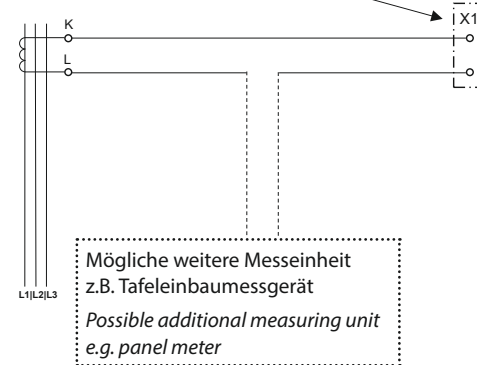 X1
K
L
L1|L2|L3
Mögliche weitere Messeinheit
z.B. Tafeleinbaumessgerät
Possible additional measuring unit
e.g. panel meter